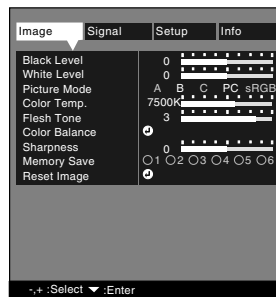 Image Signal Setup Info
Black Level 0
White Level 0
Picture Mode A B C PC sRGB
Color Temp. 7500K
Flesh Tone 3
Color Balance
Sharpness 0
Memory Save 1 2 3 4 5 6
Reset Image
-,+ :Select ▼ :Enter